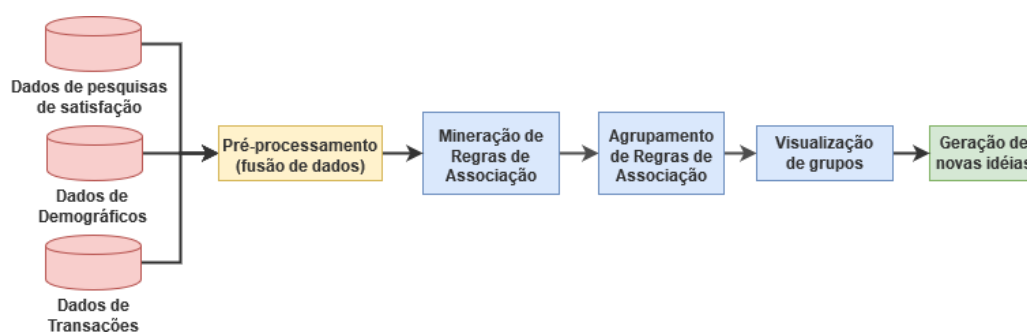 Dados de pesquisas
de satisfação
Dados de
Demográficos
Dados de
Transações
Pré-processamento
(fusão de dados)
Mineração de
Regras de
Associação
Agrupamento
de Regras de
Associação
Visualização
de grupos
Geração de
novas idéias